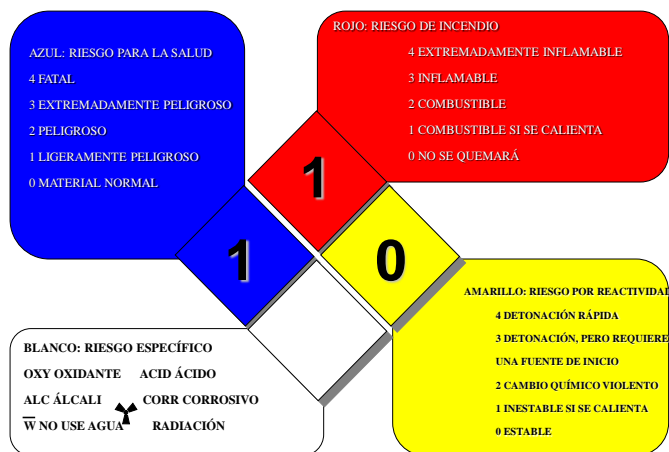 AZUL: RIESGO PARA LA SALUD
4 FATAL
3 EXTREMADAMENTE PELIGROSO
2 PELIGROSO
1 LIGERAMENTE PELIGROSO
0 MATERIAL NORMAL
ROJO: RIESGO DE INCENDIO
4 EXTREMADAMENTE INFLAMABLE
3 INFLAMABLE
2 COMBUSTIBLE
1 COMBUSTIBLE SI SE CALIENTA
0 NO SE QUEMARÁ
1
1
0
AMARILLO: RIESGO POR REACTIVIDAD
4 DETONACIÓN RÁPIDA
3 DETONACIÓN, PERO REQUIERE
UNA FUENTE DE INICIO
2 CAMBIO QUÍMICO VIOLENTO
1 INESTABLE SI SE CALIENTA
0 ESTABLE
BLANCO: RIESGO ESPECÍFICO
OXY OXIDANTE ACID ÁCIDO
ALC ÁLCALI CORR CORROSIVO
W̅ NO USE AGUA RADIACIÓN